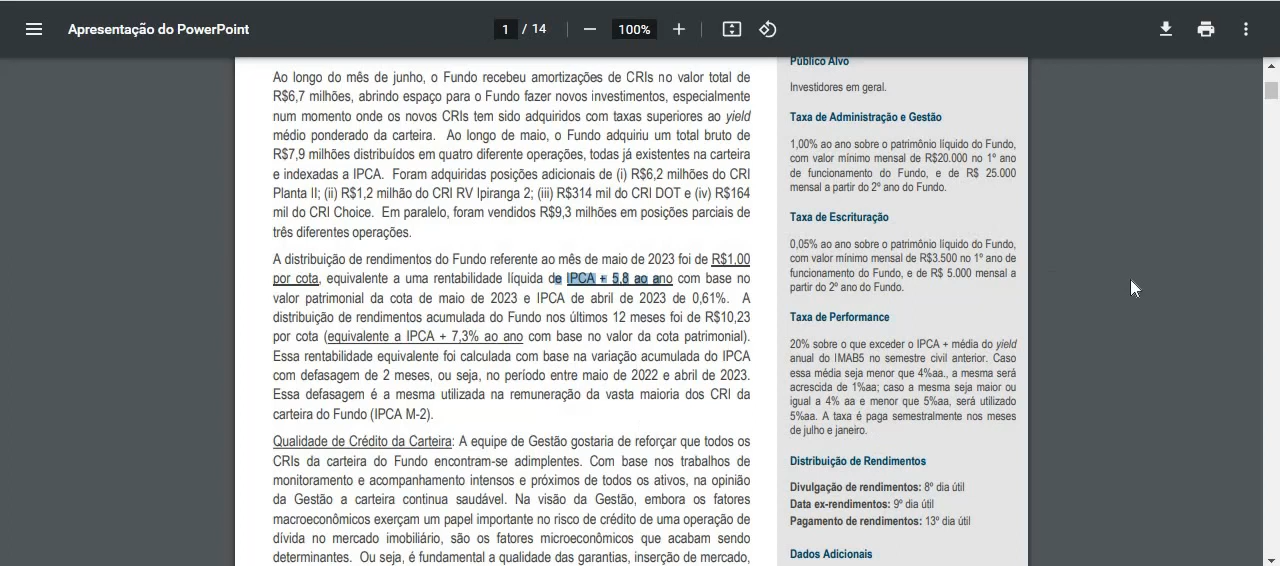 Apresentação do PowerPoint
1 / 14
100%
Ao longo do mês de junho, o Fundo recebeu amortizações de CRIs no valor total de
R$6,7 milhões, abrindo espaço para o Fundo fazer novos investimentos, especialmente
num momento onde os novos CRIs tem sido adquiridos com taxas superiores ao yield
médio ponderado da carteira. Ao longo de maio, o Fundo adquiriu um total bruto de
R$7,9 milhões distribuídos em quatro diferente operações, todas já existentes na carteira
e indexadas a IPCA. Foram adquiridas posições adicionais de (i) R$6,2 milhões do CRI
Planta II; (ii) R$1,2 milhão do CRI RV Ipiranga 2; (iii) R$314 mil do CRI DOT e (iv) R$164
mil do CRI Choice. Em paralelo, foram vendidos R$9,3 milhões em posições parciais de
três diferentes operações.
A distribuição de rendimentos do Fundo referente ao mês de maio de 2023 foi de R$1,00
por cota, equivalente a uma rentabilidade líquida de IPCA + 5,8 ao ano com base no
valor patrimonial da cota de maio de 2023 e IPCA de abril de 2023 de 0,61%. A
distribuição de rendimentos acumulada do Fundo nos últimos 12 meses foi de R$10,23
por cota (equivalente a IPCA + 7,3% ao ano com base no valor da cota patrimonial).
Essa rentabilidade equivalente foi calculada com base na variação acumulada do IPCA
com defasagem de 2 meses, ou seja, no período entre maio de 2022 e abril de 2023.
Essa defasagem é a mesma utilizada na remuneração da vasta maioria dos CRI da
carteira do Fundo (IPCA M-2).
Qualidade de Crédito da Carteira: A equipe de Gestão gostaria de reforçar que todos os
CRIs da carteira do Fundo encontram-se adimplentes. Com base nos trabalhos de
monitoramento e acompanhamento intensos e próximos de todos os ativos, na opinião
da Gestão a carteira continua saudável. Na visão da Gestão, embora os fatores
macroeconômicos exerçam um papel importante no risco de crédito de uma operação de
dívida no mercado imobiliário, são os fatores microeconômicos que acabam sendo
determinantes. Ou seja, é fundamental a qualidade das garantias, inserção de mercado,
Público Alvo
Investidores em geral.
Taxa de Administração e Gestão
1,00% ao ano sobre o patrimônio líquido do Fundo,
com valor mínimo mensal de R$20.000 no 1º ano
de funcionamento do Fundo, e de R$ 25.000
mensal a partir do 2º ano do Fundo.
Taxa de Escrituração
0,05% ao ano sobre o patrimônio líquido do Fundo,
com valor mínimo mensal de R$3.500 no 1º ano de
funcionamento do Fundo, e de R$ 5.000 mensal a
partir do 2º ano do Fundo.
Taxa de Performance
20% sobre o que exceder o IPCA + média do yield
anual do IMAB5 no semestre civil anterior. Caso
essa média seja menor que 4%aa., a mesma será
acrescida de 1%aa; caso a mesma seja maior ou
igual a 4% aa e menor que 5%aa, será utilizado
5%aa. A taxa é paga semestralmente nos meses
de julho e janeiro.
Distribuição de Rendimentos
Divulgação de rendimentos: 8º dia útil
Data ex-rendimentos: 9º dia útil
Pagamento de rendimentos: 13º dia útil
Dados Adicionais